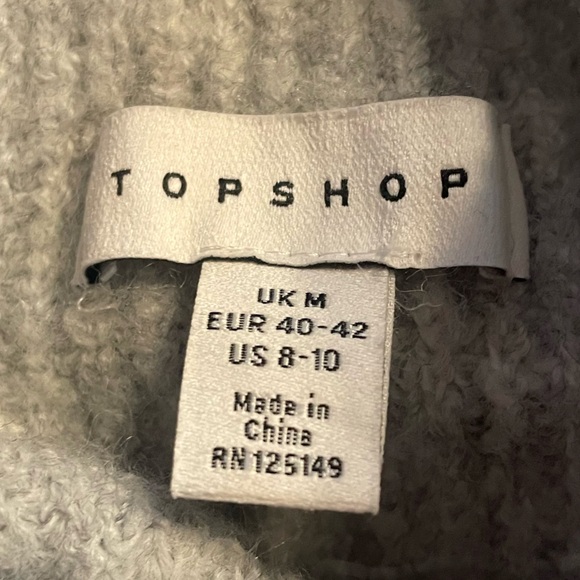 TOPSHOP
UK M
EUR 40-42
US 8-10
Made in
China
RN 125149